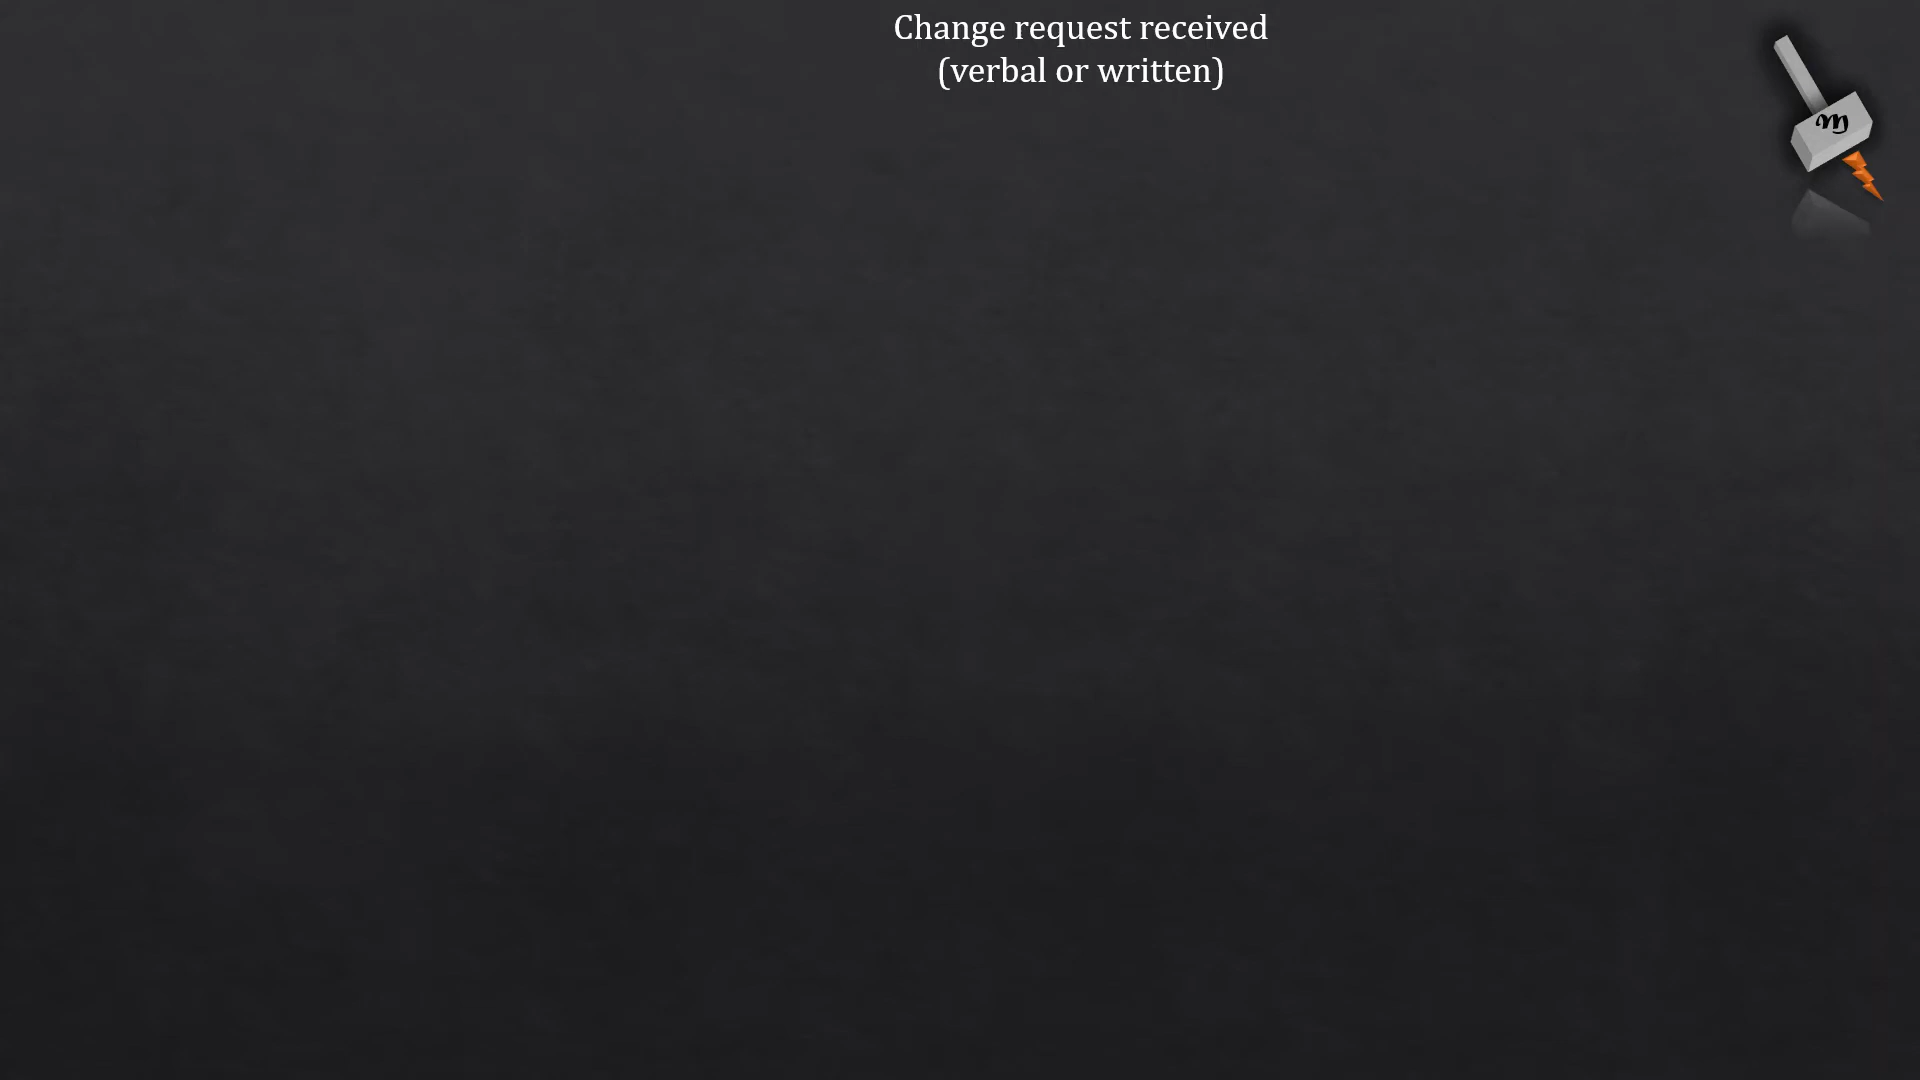 Change request received
(verbal or written)
m